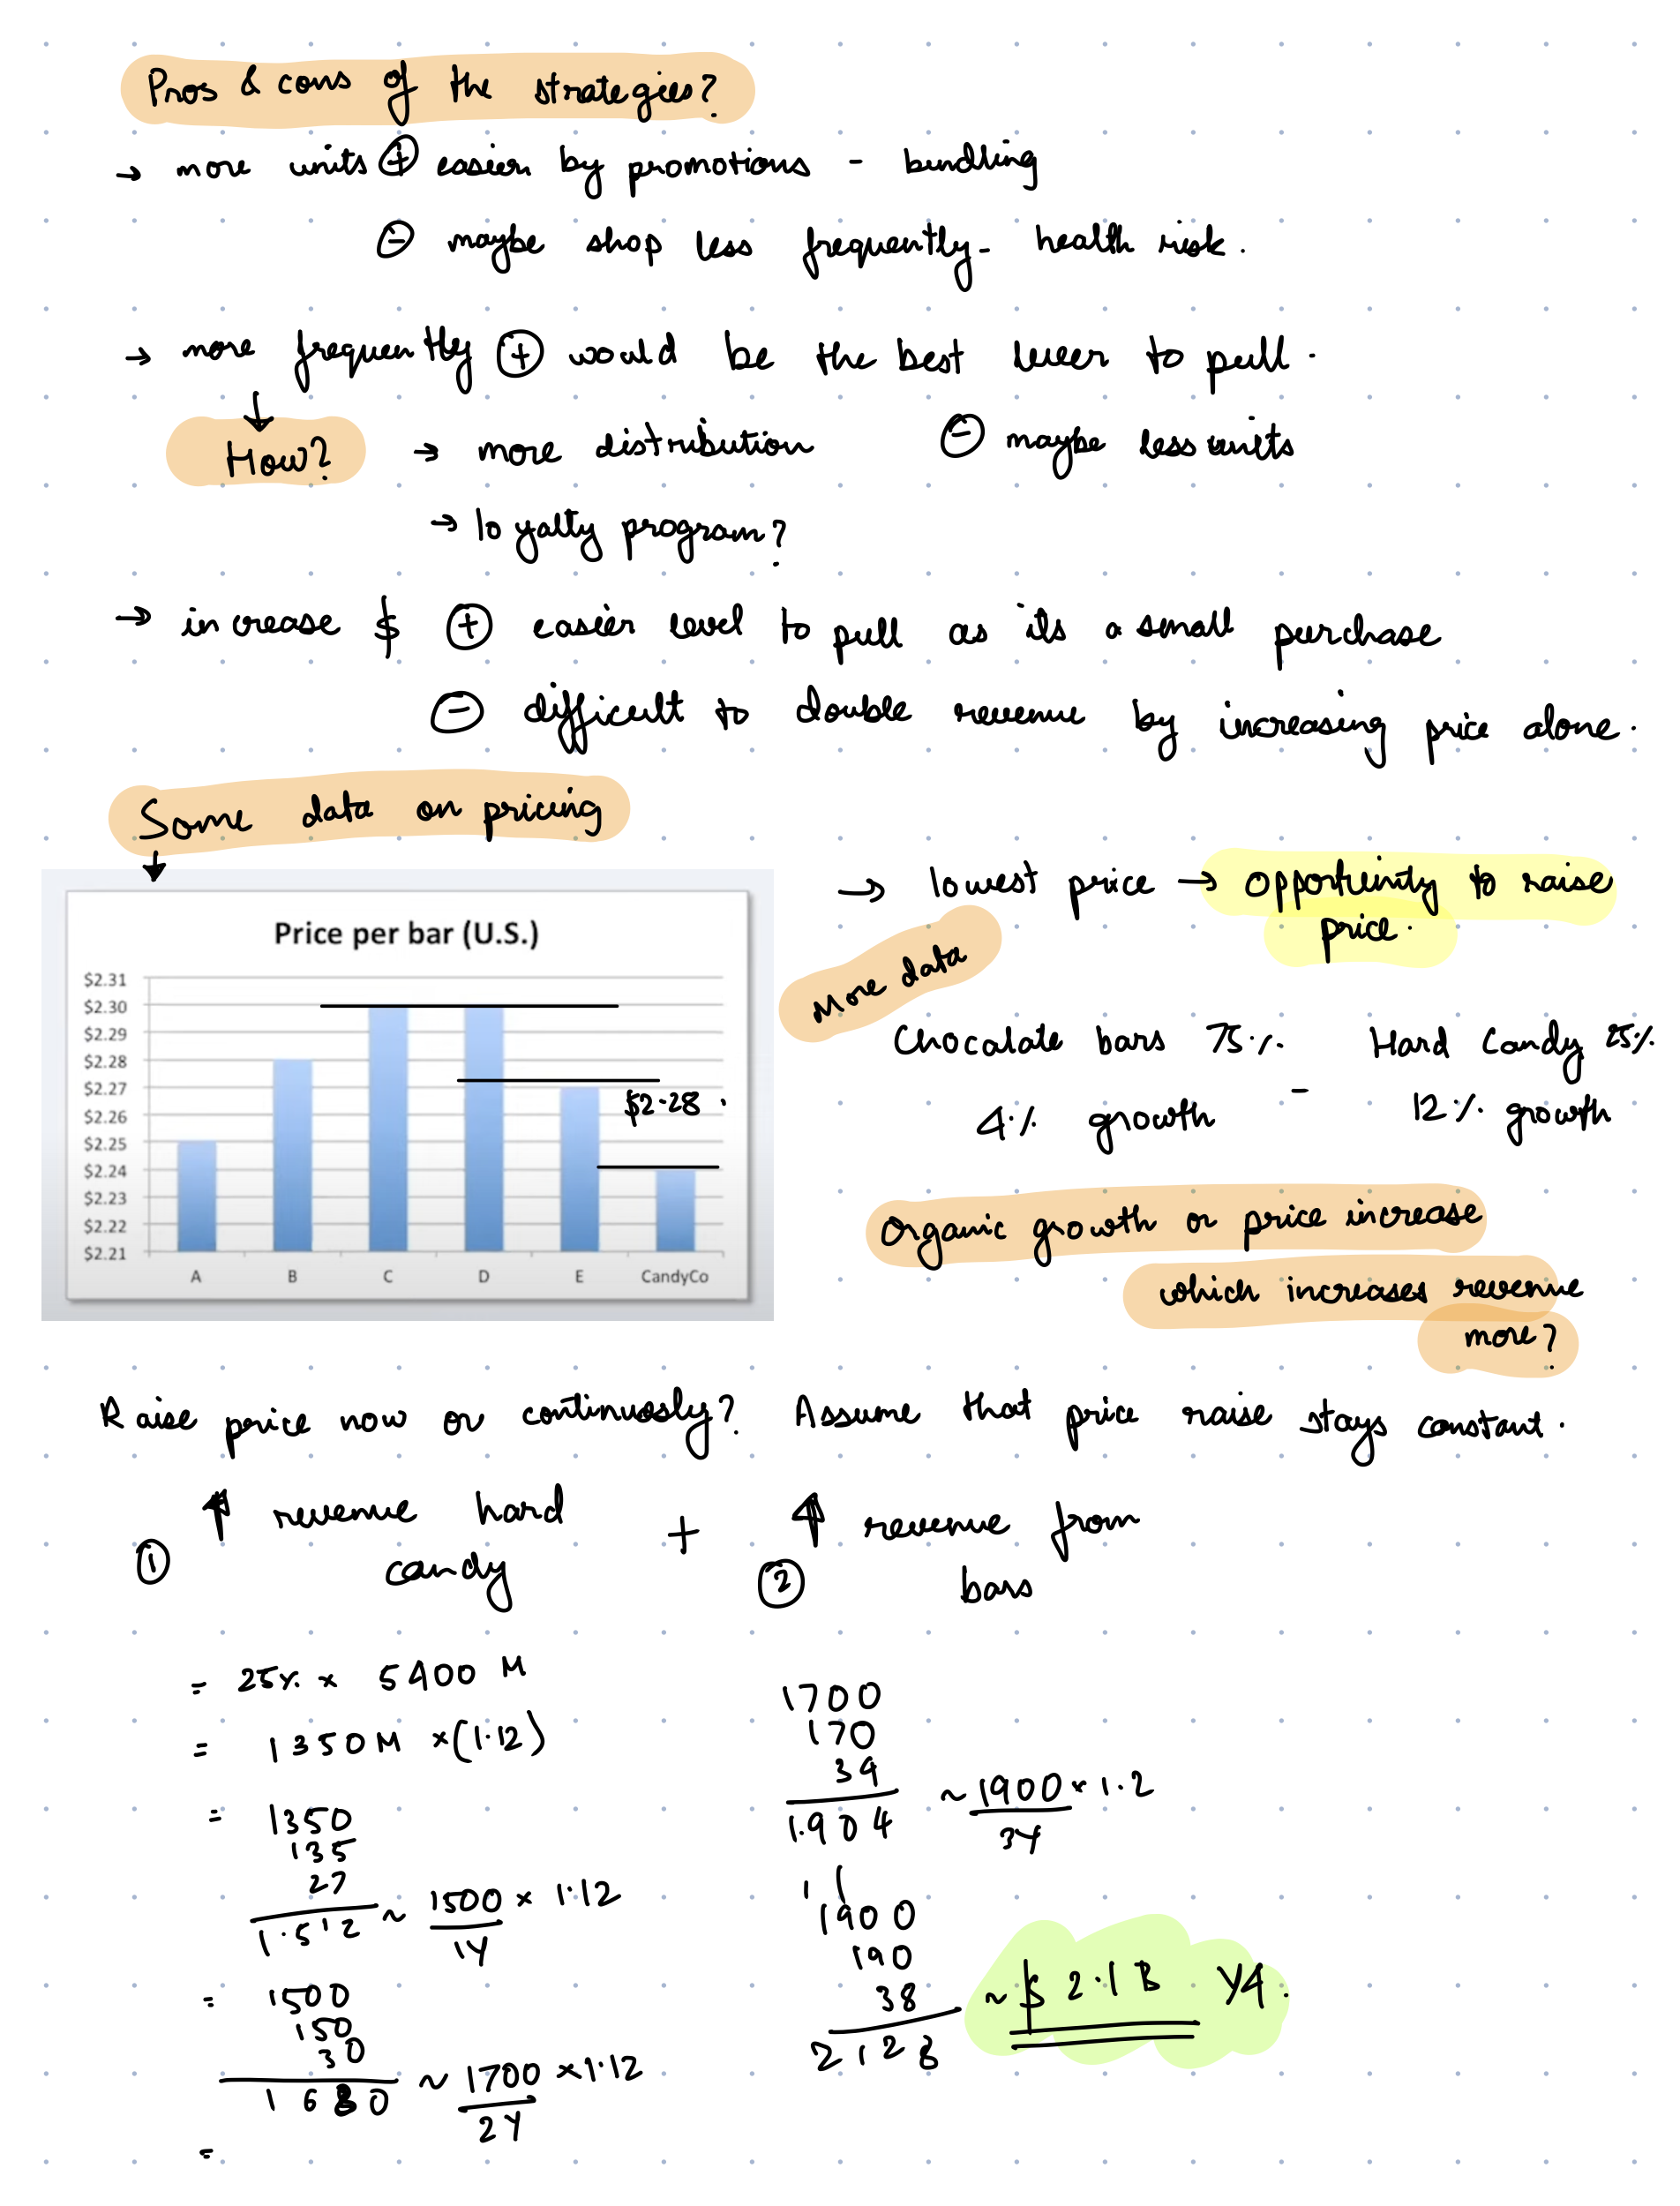 Pros & cons of the strategies?
→ more units ⊕ easier by promotions - bundling
⊖ maybe shop less frequently - health risk.
→ more frequently ⊕ would be the best lever to pull.
↓
How? → more distribution ⊖ maybe less units
→ loyalty program?
→ increase $ ⊕ easier level to pull as its a small purchase
⊖ difficult to double revenue by increasing price alone.
Some data on pricing
↓
Price per bar (U.S.)
$2.31
$2.30
$2.29
$2.28
$2.27
$2.26
$2.25
$2.24
$2.23
$2.22
$2.21
$2.28
A B C D E CandyCo
→ lowest price → opportunity to raise
price.
More data
Chocalate bars 75% Hard Candy 25%
4% growth - 12% growth
Organic growth or price increase
which increases revenue
more?
Raise price now or continuosly? Assume that price raise stays constant.
① ↑ revenue hard candy + ② ↑ revenue from bars
= 25% × 5400 M
= 1350M × (1.12)
= 1350
135
27
1.512 ~ 1500 × 1.12
1Y
= 1500
150
30
1680 ~ 1700 × 1.12
2Y
=
1700
170
34
1.904 ~ 1900 × 1.2
3Y
1 1
1900
190
38
2128 ~ $ 2.1 B Y4.